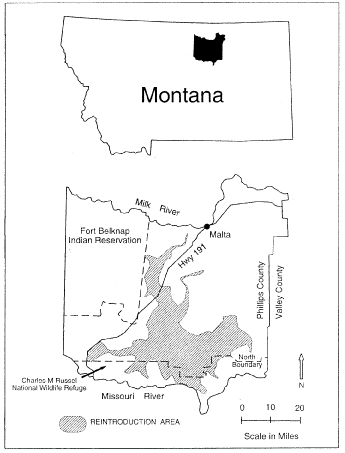 Montana
Milk River
Fort Belknap
Indian Reservation
Malta
Hwy 191
Phillips County
Valley County
North
Boundary
Charles M Russel
National Wildlife Refuge
Missouri River
N
REINTRODUCTION AREA
0 10 20
Scale in Miles